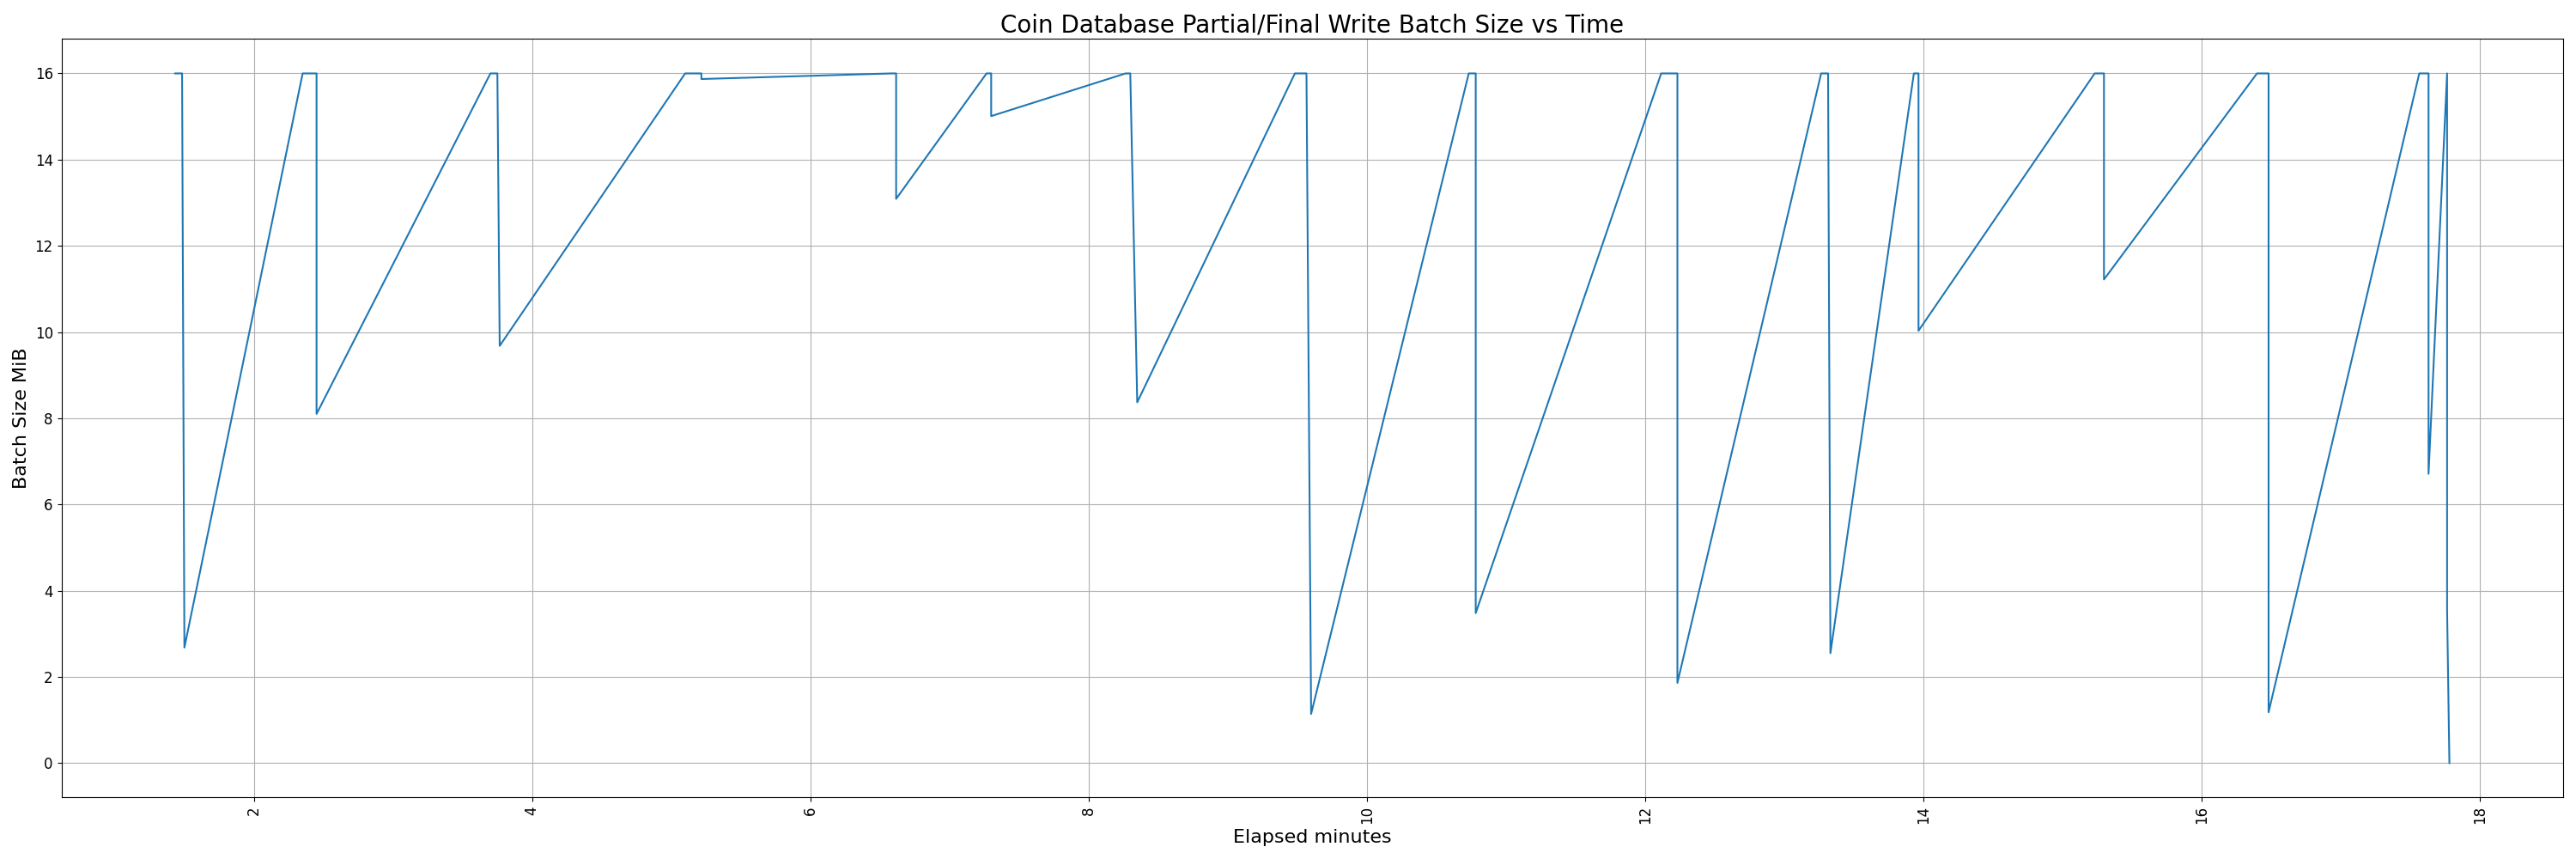 Coin Database Partial/Final Write Batch Size vs Time
Batch Size MiB
16
14
12
10
8
6
4
2
0
2 4 6 8 10 12 14 16 18
Elapsed minutes